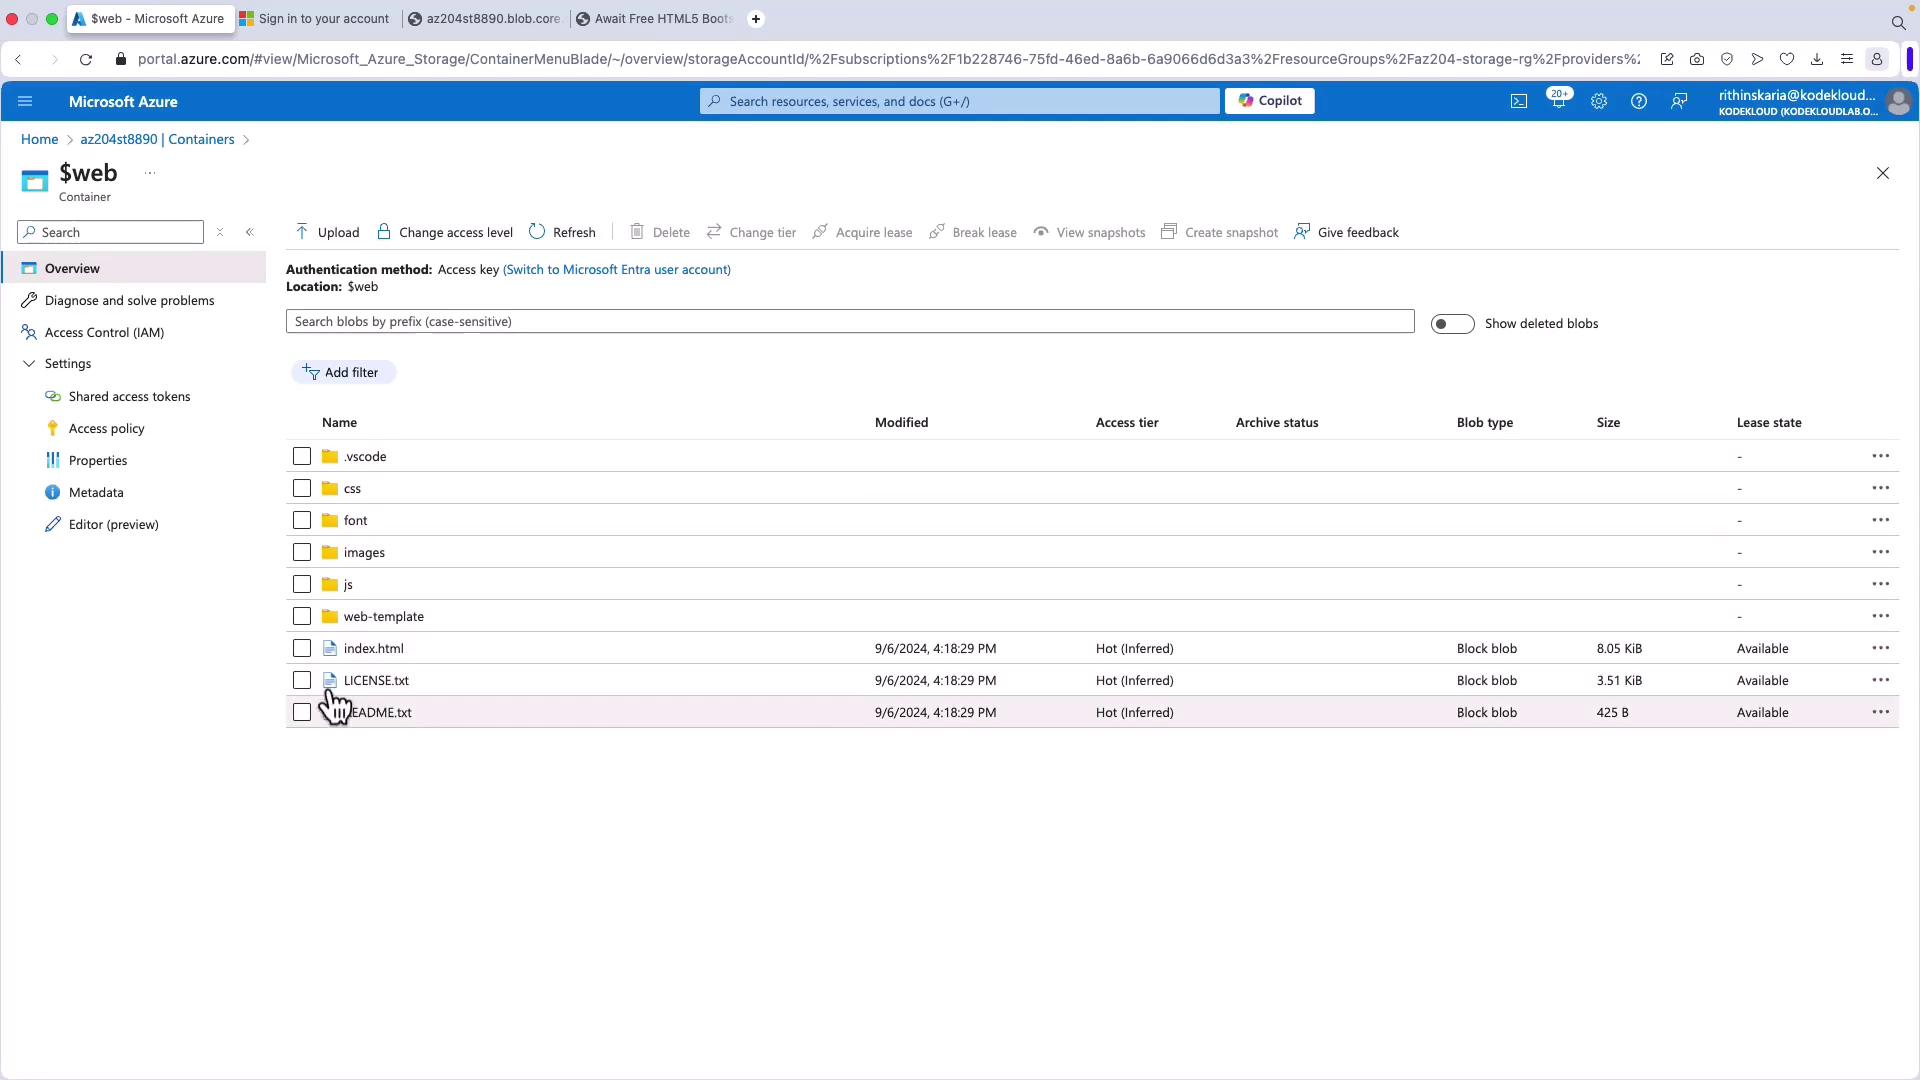 $web - Microsoft Azure
Sign in to your account
az204st8890.blob.core.
Await Free HTML5 Boots
portal.azure.com/#view/Microsoft_Azure_Storage/ContainerMenuBlade/~/overview/storageAccountId/%2Fsubscriptions%2F1b228746-75fd-46ed-8a6b-6a9066d6d3a3%2FresourceGroups%2Faz204-storage-rg%2Fproviders%2
Microsoft Azure
Search resources, services, and docs (G+/)
Copilot
20+
rithinskaria@kodekloud...
KODEKLOUD (KODEKLOUDLAB.O...
Home > az204st8890 | Containers >
$web ...
Container
Search
Upload
Change access level
Refresh
Delete
Change tier
Acquire lease
Break lease
View snapshots
Create snapshot
Give feedback
Overview
Diagnose and solve problems
Access Control (IAM)
Settings
Shared access tokens
Access policy
Properties
Metadata
Editor (preview)
Authentication method: Access key (Switch to Microsoft Entra user account)
Location: $web
Search blobs by prefix (case-sensitive)
Show deleted blobs
Add filter
Name Modified Access tier Archive status Blob type Size Lease state
.vscode - ...
css - ...
font - ...
images - ...
js - ...
web-template - ...
index.html 9/6/2024, 4:18:29 PM Hot (Inferred) Block blob 8.05 KiB Available ...
LICENSE.txt 9/6/2024, 4:18:29 PM Hot (Inferred) Block blob 3.51 KiB Available ...
EADME.txt 9/6/2024, 4:18:29 PM Hot (Inferred) Block blob 425 B Available ...